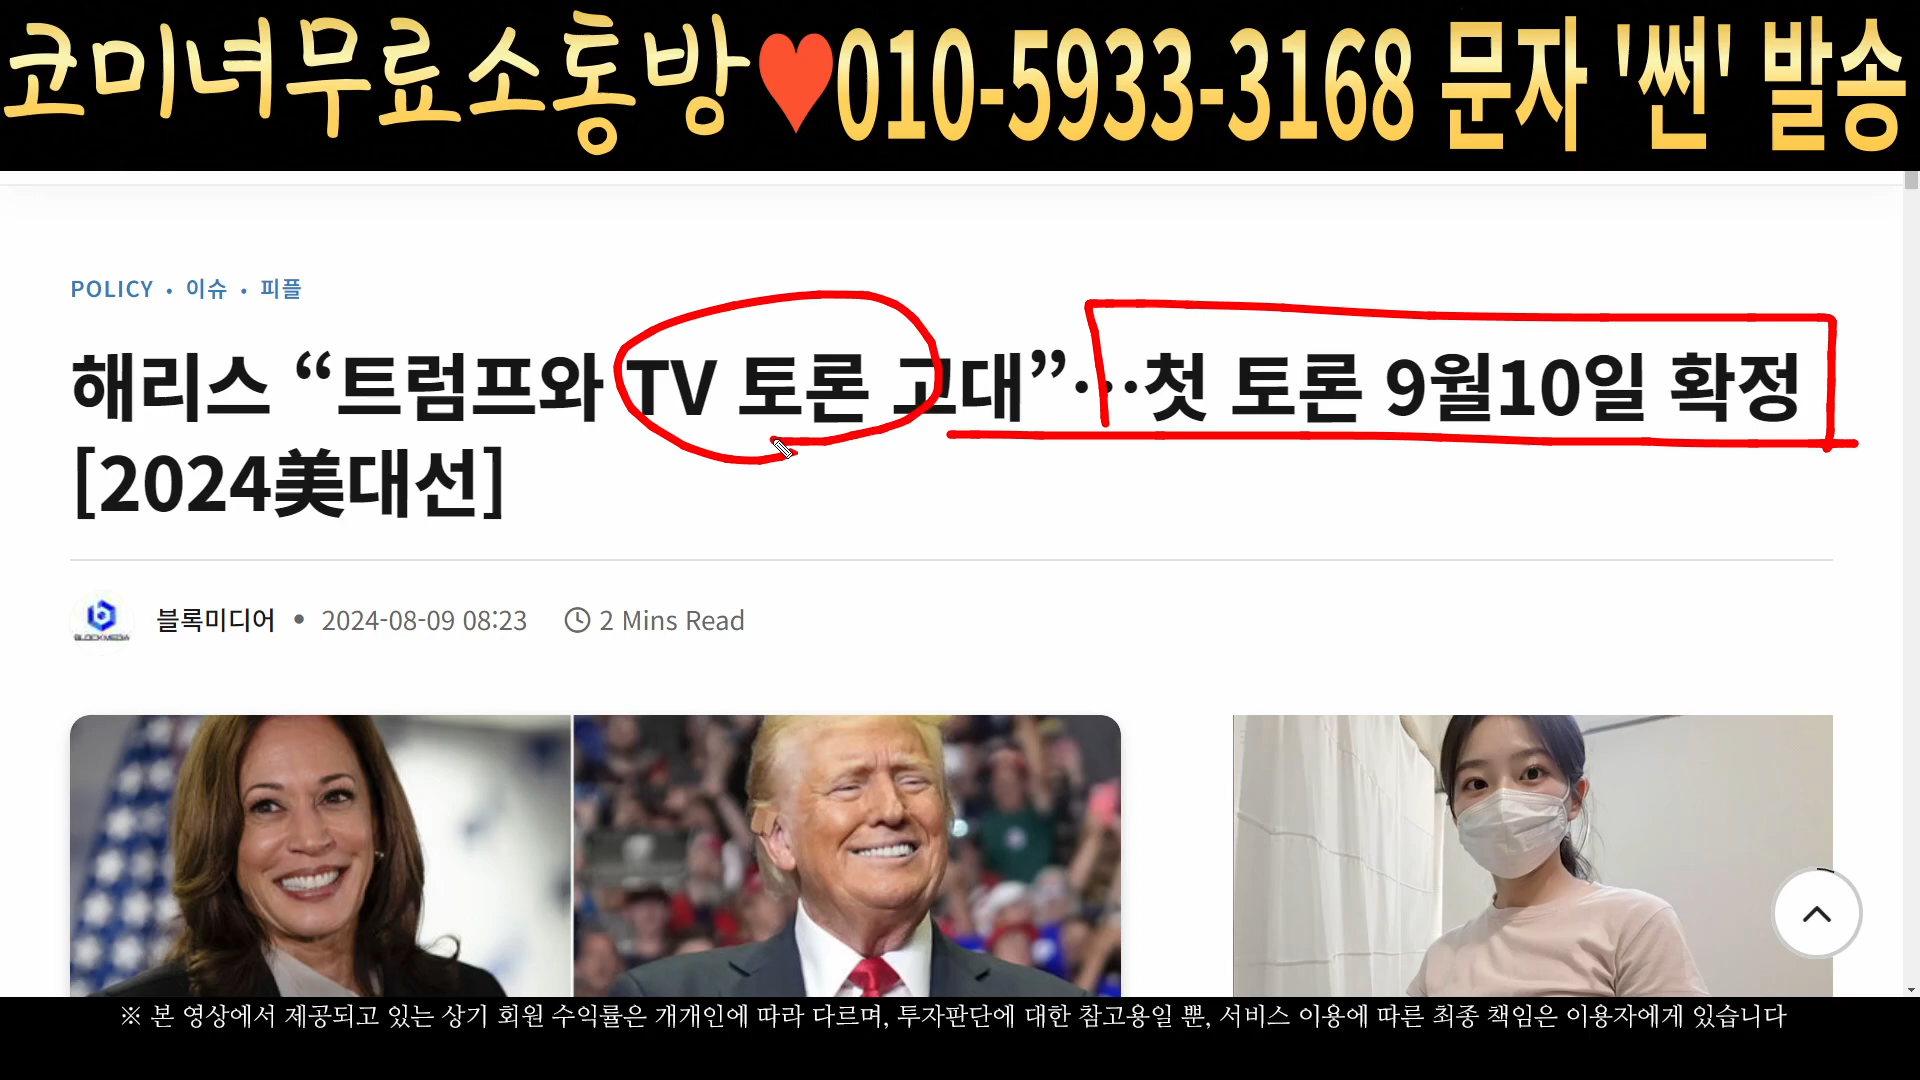 코미녀무료소통방♥010-5933-3168 문자 '썬' 발송
POLICY • 이슈 • 피플
해리스 “트럼프와 TV 토론 고대”…첫 토론 9월10일 확정
[2024美대선]
블록미디어 • 2024-08-09 08:23 2 Mins Read
BLOCKMEDIA
※ 본 영상에서 제공되고 있는 상기 회원 수익률은 개개인에 따라 다르며, 투자판단에 대한 참고용일 뿐, 서비스 이용에 따른 최종 책임은 이용자에게 있습니다